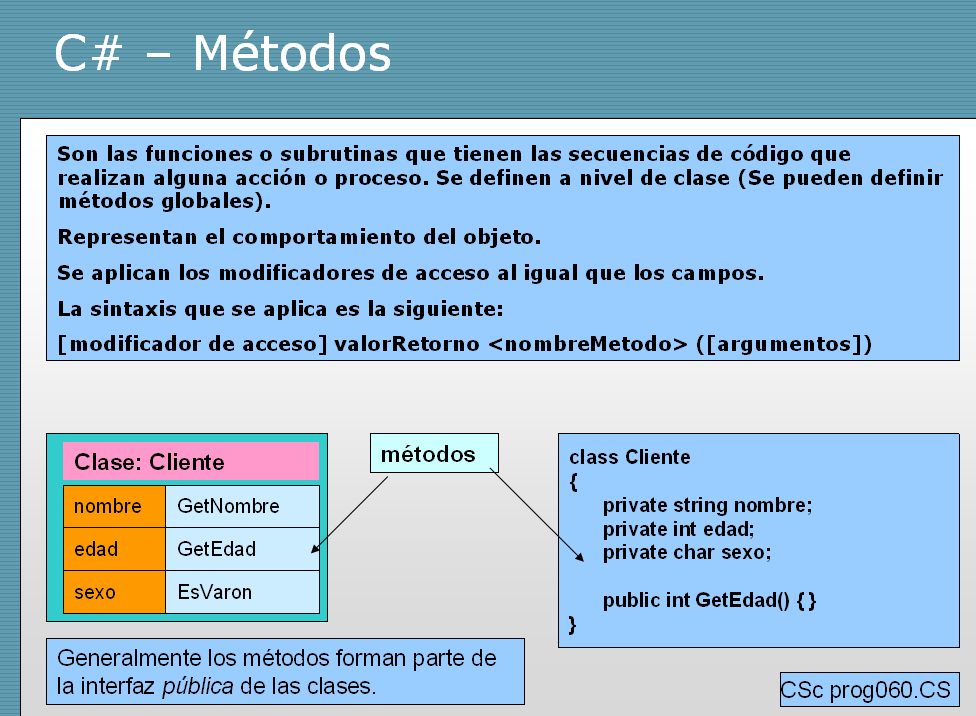 C# – Métodos
Son las funciones o subrutinas que tienen las secuencias de código que
realizan alguna acción o proceso. Se definen a nivel de clase (Se pueden definir
métodos globales).
Representan el comportamiento del objeto.
Se aplican los modificadores de acceso al igual que los campos.
La sintaxis que se aplica es la siguiente:
[modificador de acceso] valorRetorno <nombreMetodo> ([argumentos])
Clase: Cliente
nombre GetNombre
edad GetEdad
sexo EsVaron
métodos
class Cliente
{
private string nombre;
private int edad;
private char sexo;
public int GetEdad() { }
}
Generalmente los métodos forman parte de
la interfaz pública de las clases.
CSc prog060.CS